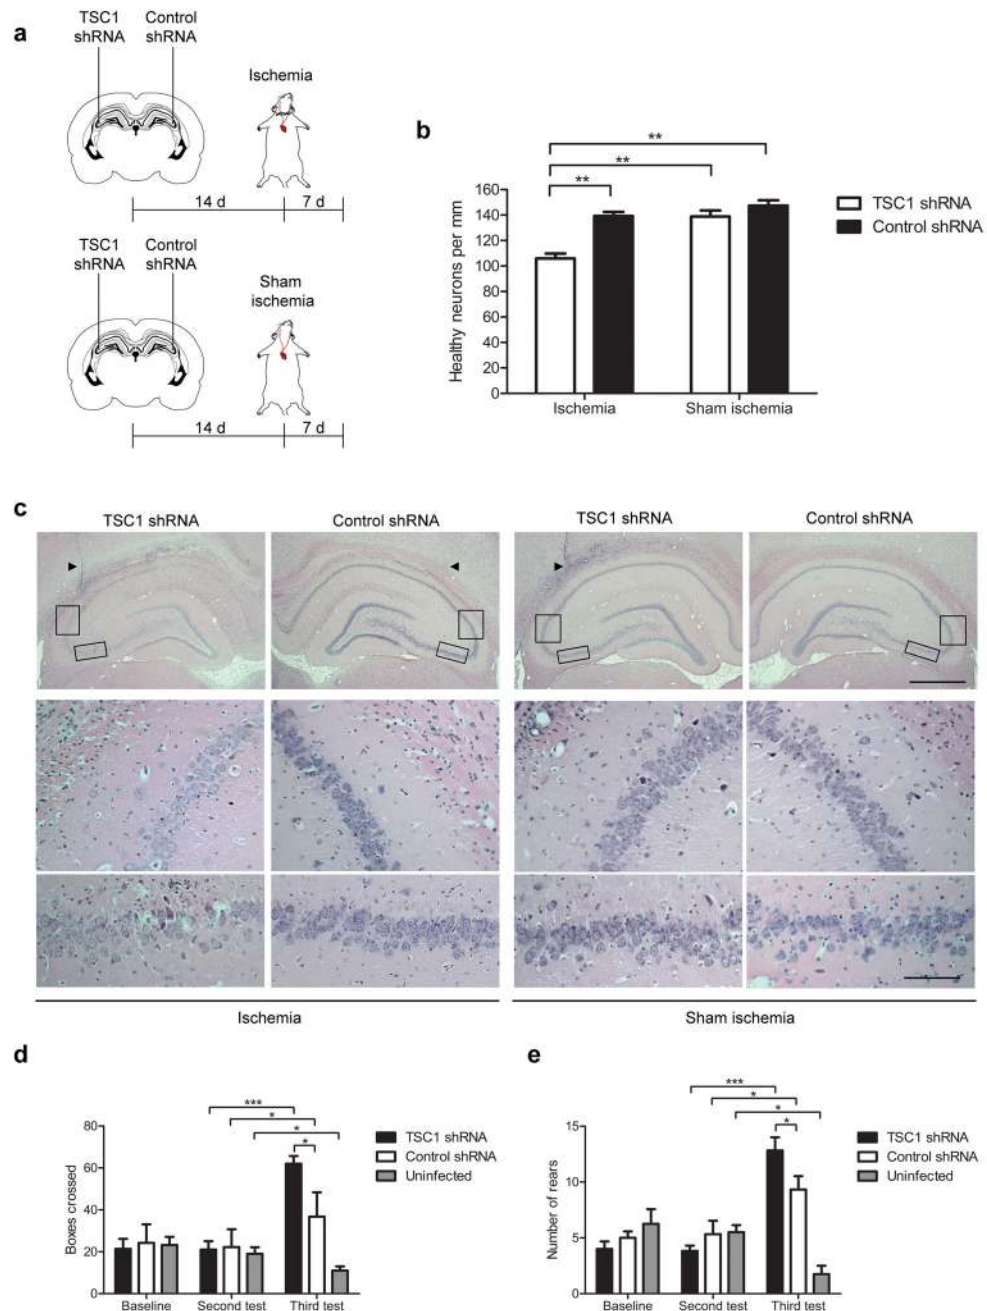 a
TSC1 shRNA
Control shRNA
Ischemia
14 d
7 d
TSC1 shRNA
Control shRNA
Sham ischemia
14 d
7 d
b
**
**
**
160
140
120
100
80
60
40
20
0
Healthy neurons per mm
Ischemia
Sham ischemia
TSC1 shRNA
Control shRNA
c
TSC1 shRNA
Control shRNA
TSC1 shRNA
Control shRNA
Ischemia
Sham ischemia
d
***
*
*
*
80
60
40
20
0
Boxes crossed
Baseline
Second test
Third test
TSC1 shRNA
Control shRNA
Uninfected
e
***
*
*
*
15
10
5
0
Number of rears
Baseline
Second test
Third test
TSC1 shRNA
Control shRNA
Uninfected